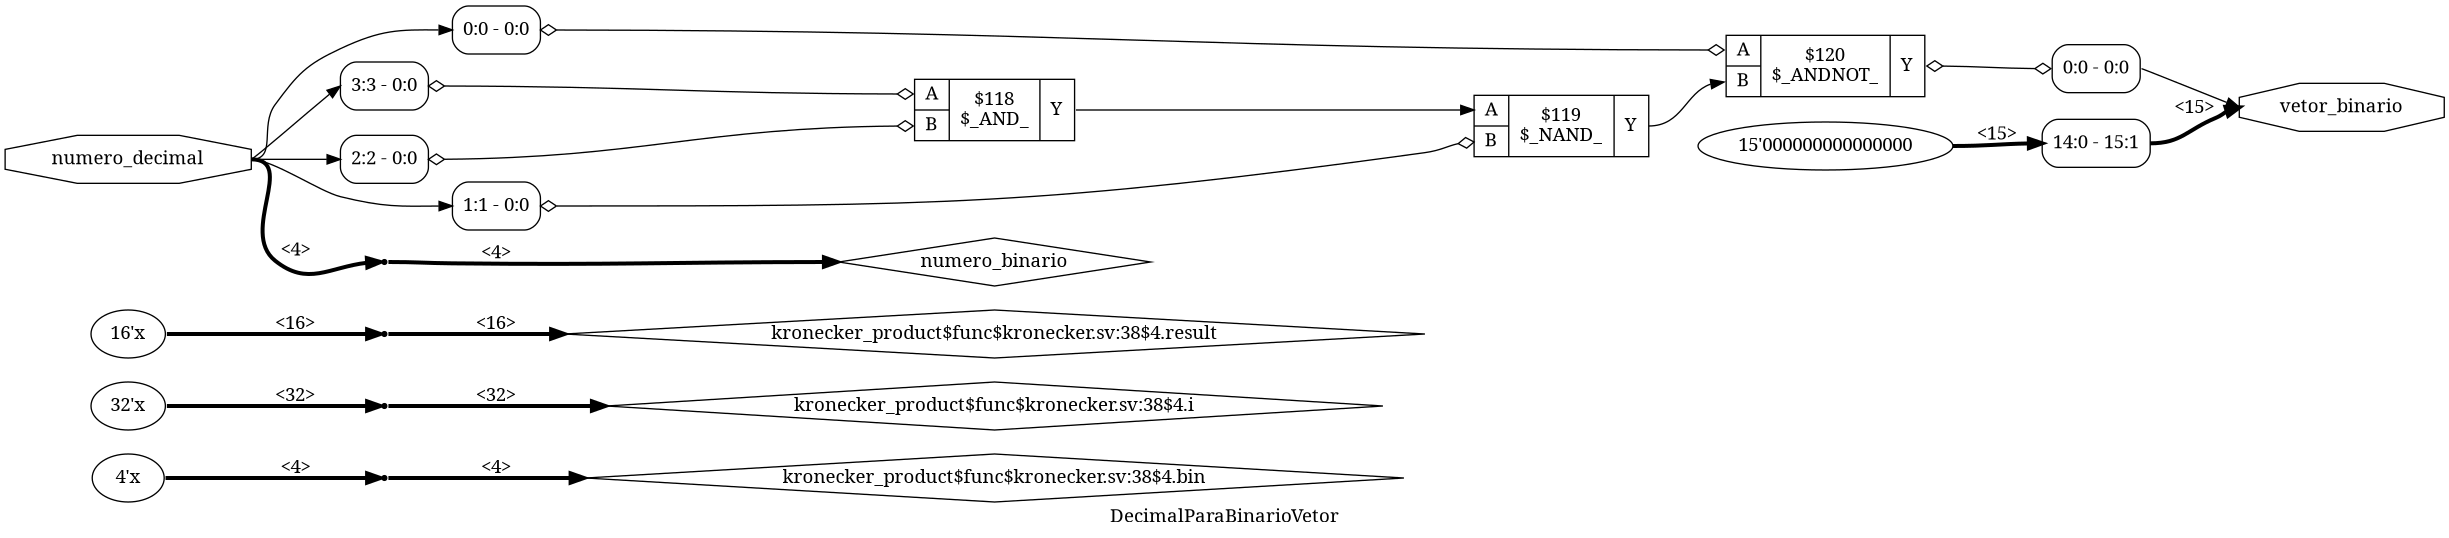 numero_decimal
0:0 - 0:0
3:3 - 0:0
2:2 - 0:0
1:1 - 0:0
A
B
$118
$_AND_
Y
A
B
$119
$_NAND_
Y
A
B
$120
$_ANDNOT_
Y
0:0 - 0:0
15'000000000000000
<15>
14:0 - 15:1
<15>
vetor_binario
<4>
<4>
numero_binario
16'x
<16>
<16>
kronecker_product$func$kronecker.sv:38$4.result
32'x
<32>
<32>
kronecker_product$func$kronecker.sv:38$4.i
4'x
<4>
<4>
kronecker_product$func$kronecker.sv:38$4.bin
DecimalParaBinarioVetor